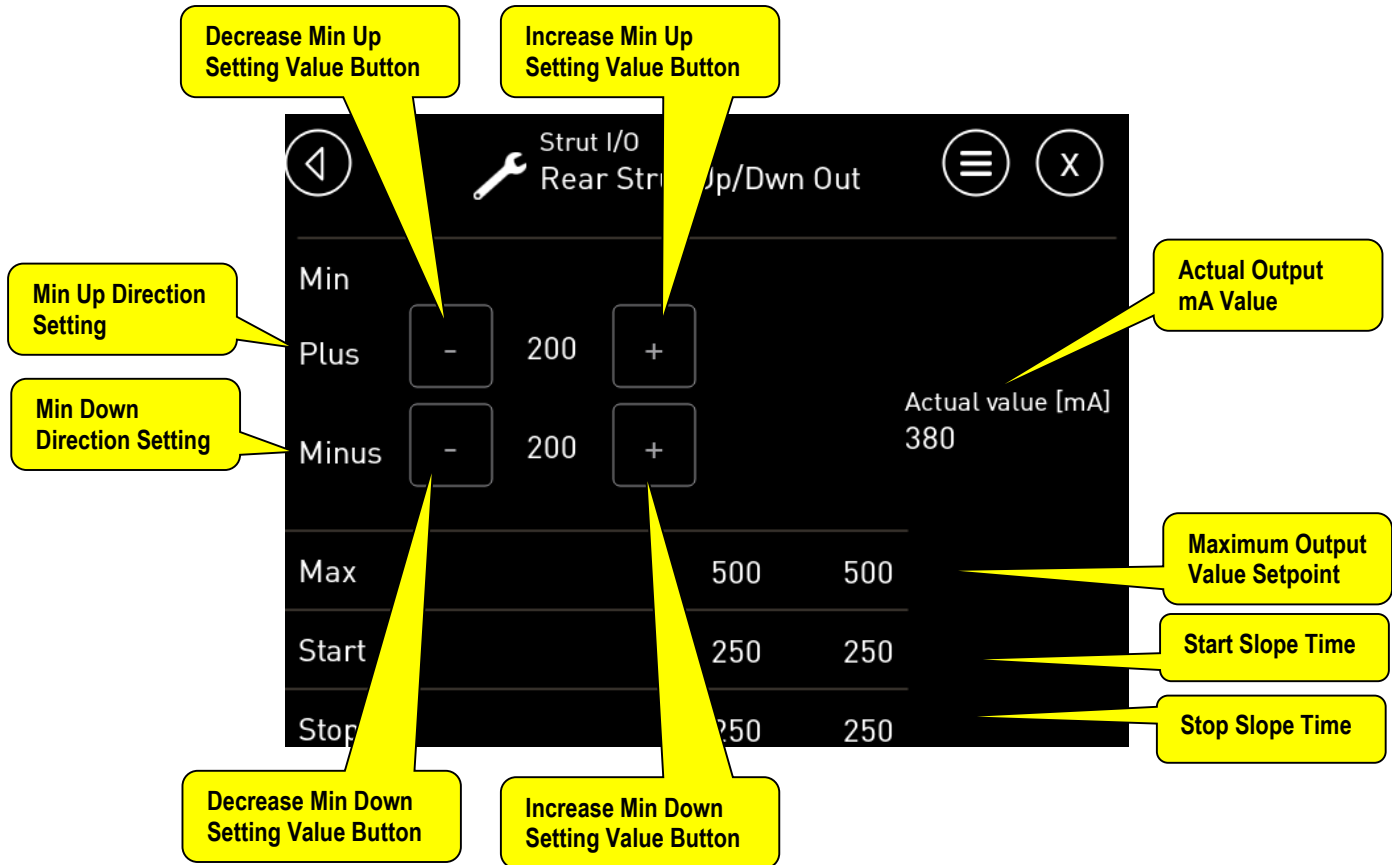 Decrease Min Up
Setting Value Button
Increase Min Up
Setting Value Button
Strut I/O
Rear Str Up/Dwn Out
X
Min
Min Up Direction
Setting
Plus
-
200
+
Actual Output
mA Value
Min Down
Direction Setting
Minus
-
200
+
Actual value [mA]
380
Max
500
500
Maximum Output
Value Setpoint
Start
250
250
Start Slope Time
Stop
250
250
Stop Slope Time
Decrease Min Down
Setting Value Button
Increase Min Down
Setting Value Button